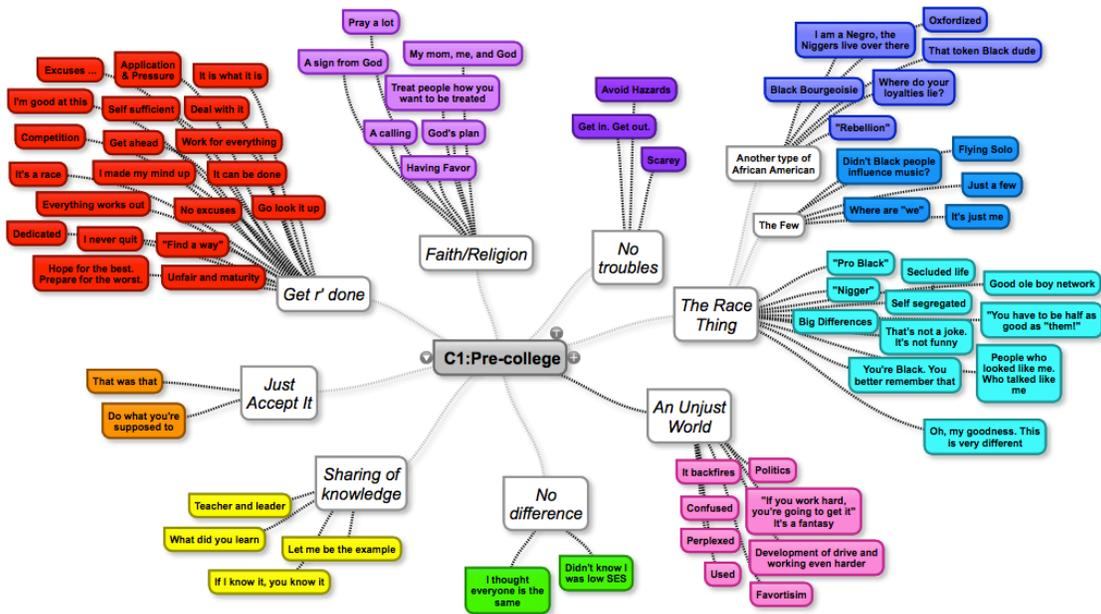 Pray a lot
A sign from God
My mom, me, and God
Treat people how you
want to be treated
A calling
God's plan
Having Favor
Faith/Religion
Excuses ...
Application
& Pressure
It is what it is
I'm good at this
Self sufficient
Deal with it
Competition
Get ahead
Work for everything
It's a race
I made my mind up
It can be done
Everything works out
No excuses
Go look it up
Dedicated
I never quit
"Find a way"
Hope for the best.
Prepare for the worst.
Unfair and maturity
Get r' done
Avoid Hazards
Get in. Get out.
Scarey
No
troubles
Oxfordized
I am a Negro, the
Niggers live over there
That token Black dude
Black Bourgeoisie
Where do your
loyalties lie?
"Rebellion"
Another type of
African American
Didn't Black people
influence music?
Flying Solo
Just a few
Where are "we"
It's just me
The Few
The Race
Thing
"Pro Black"
Secluded life
Good ole boy network
"Nigger"
Self segregated
Big Differences
That's not a joke.
It's not funny
"You have to be half as
good as "them!"
You're Black. You
better remember that
People who
looked like me.
Who talked like
me
Oh, my goodness. This
is very different
C1:Pre-college
T
Just
Accept It
That was that
Do what you're
supposed to
Sharing of
knowledge
Teacher and leader
What did you learn
Let me be the example
If I know it, you know it
No
difference
I thought
everyone is the
same
Didn't know I
was low SES
An Unjust
World
It backfires
Politics
Confused
"If you work hard,
you're going to get it"
It's a fantasy
Perplexed
Development of drive and
working even harder
Used
Favortisim